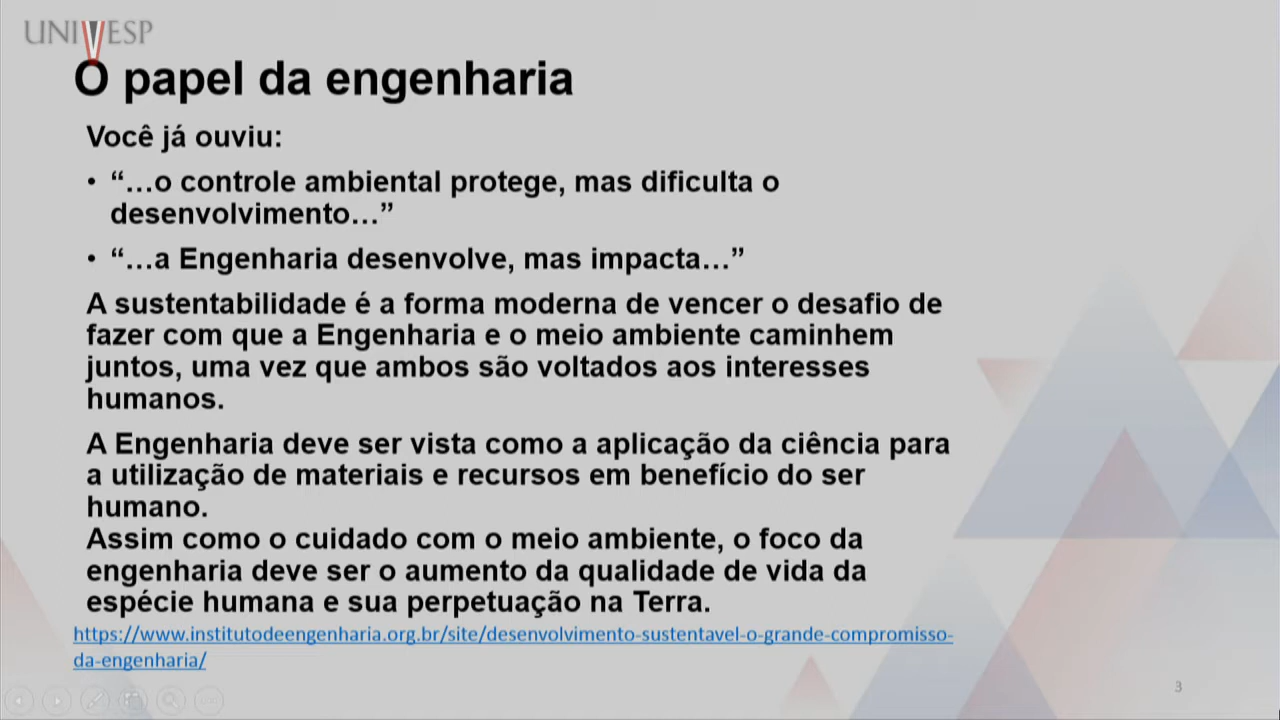 UNIVESP
O papel da engenharia
Você já ouviu:
• “…o controle ambiental protege, mas dificulta o
desenvolvimento…”
• “…a Engenharia desenvolve, mas impacta…”
A sustentabilidade é a forma moderna de vencer o desafio de
fazer com que a Engenharia e o meio ambiente caminhem
juntos, uma vez que ambos são voltados aos interesses
humanos.
A Engenharia deve ser vista como a aplicação da ciência para
a utilização de materiais e recursos em benefício do ser
humano.
Assim como o cuidado com o meio ambiente, o foco da
engenharia deve ser o aumento da qualidade de vida da
espécie humana e sua perpetuação na Terra.
https://www.institutodeengenharia.org.br/site/desenvolvimento-sustentavel-o-grande-compromisso-
da-engenharia/
3